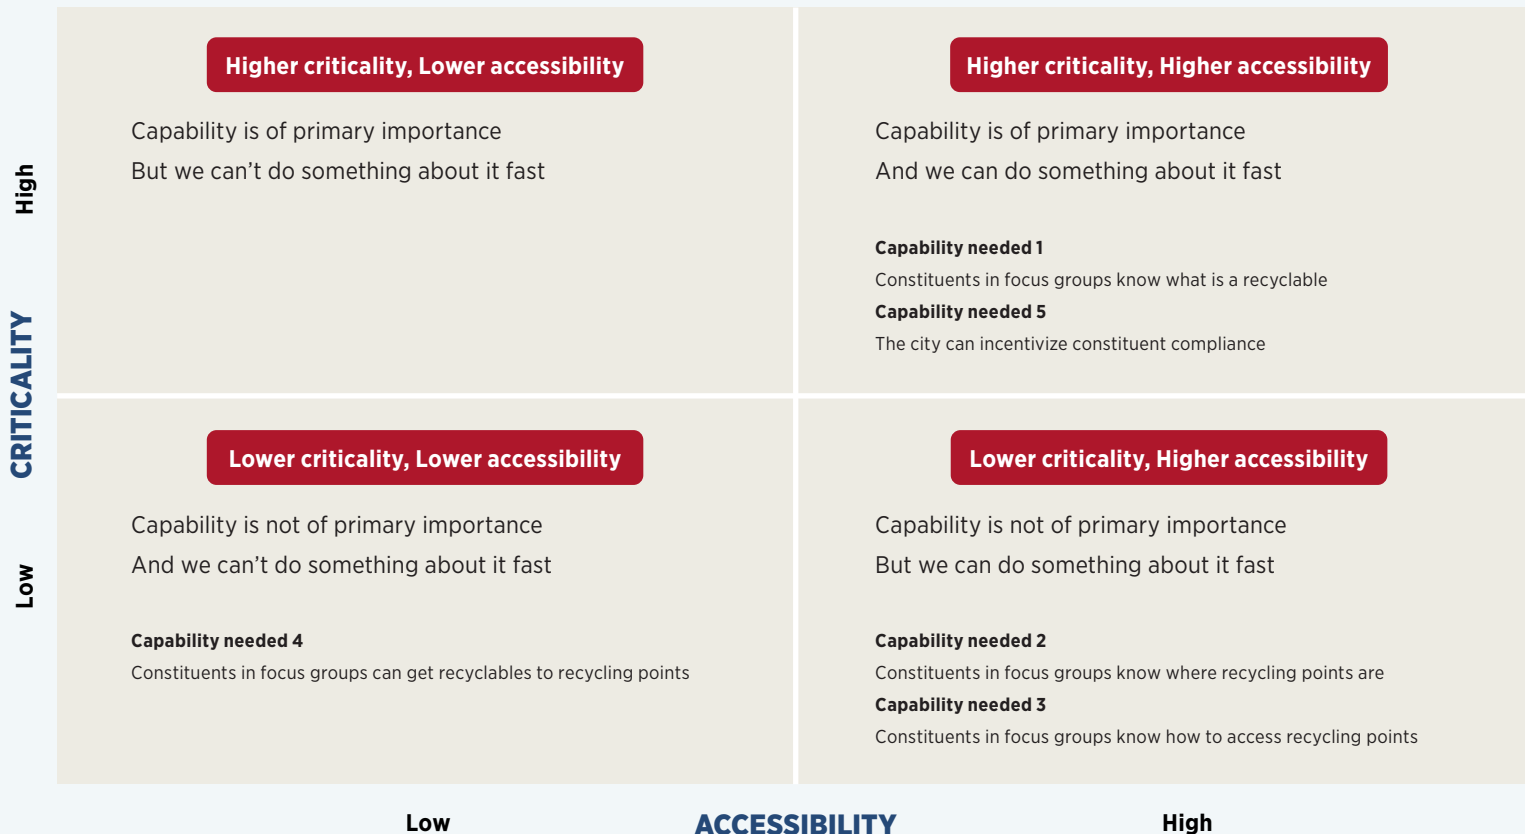 Higher criticality, Lower accessibility
Capability is of primary importance
But we can’t do something about it fast
Higher criticality, Higher accessibility
Capability is of primary importance
And we can do something about it fast
Capability needed 1
Constituents in focus groups know what is a recyclable
Capability needed 5
The city can incentivize constituent compliance
High
CRITICALITY
Low
Lower criticality, Lower accessibility
Capability is not of primary importance
And we can’t do something about it fast
Capability needed 4
Constituents in focus groups can get recyclables to recycling points
Lower criticality, Higher accessibility
Capability is not of primary importance
But we can do something about it fast
Capability needed 2
Constituents in focus groups know where recycling points are
Capability needed 3
Constituents in focus groups know how to access recycling points
Low
ACCESSIBILITY
High